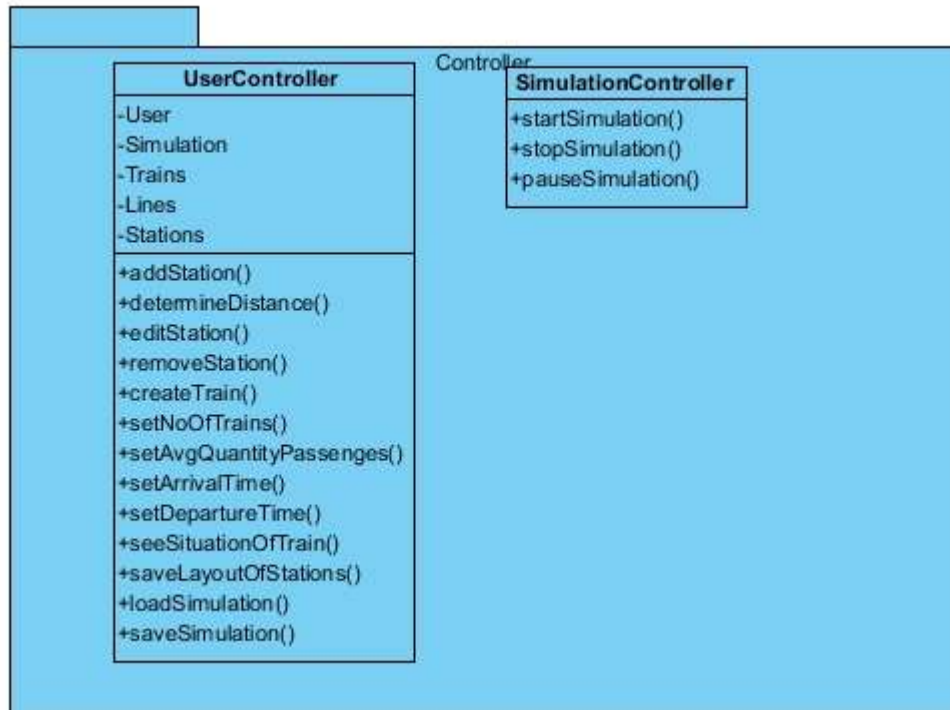 Controller
UserController
-User
-Simulation
-Trains
-Lines
-Stations
+addStation()
+determineDistance()
+editStation()
+removeStation()
+createTrain()
+setNoOfTrains()
+setAvgQuantityPassenges()
+setArrivalTime()
+setDepartureTime()
+seeSituationOfTrain()
+saveLayoutOfStations()
+loadSimulation()
+saveSimulation()
SimulationController
+startSimulation()
+stopSimulation()
+pauseSimulation()